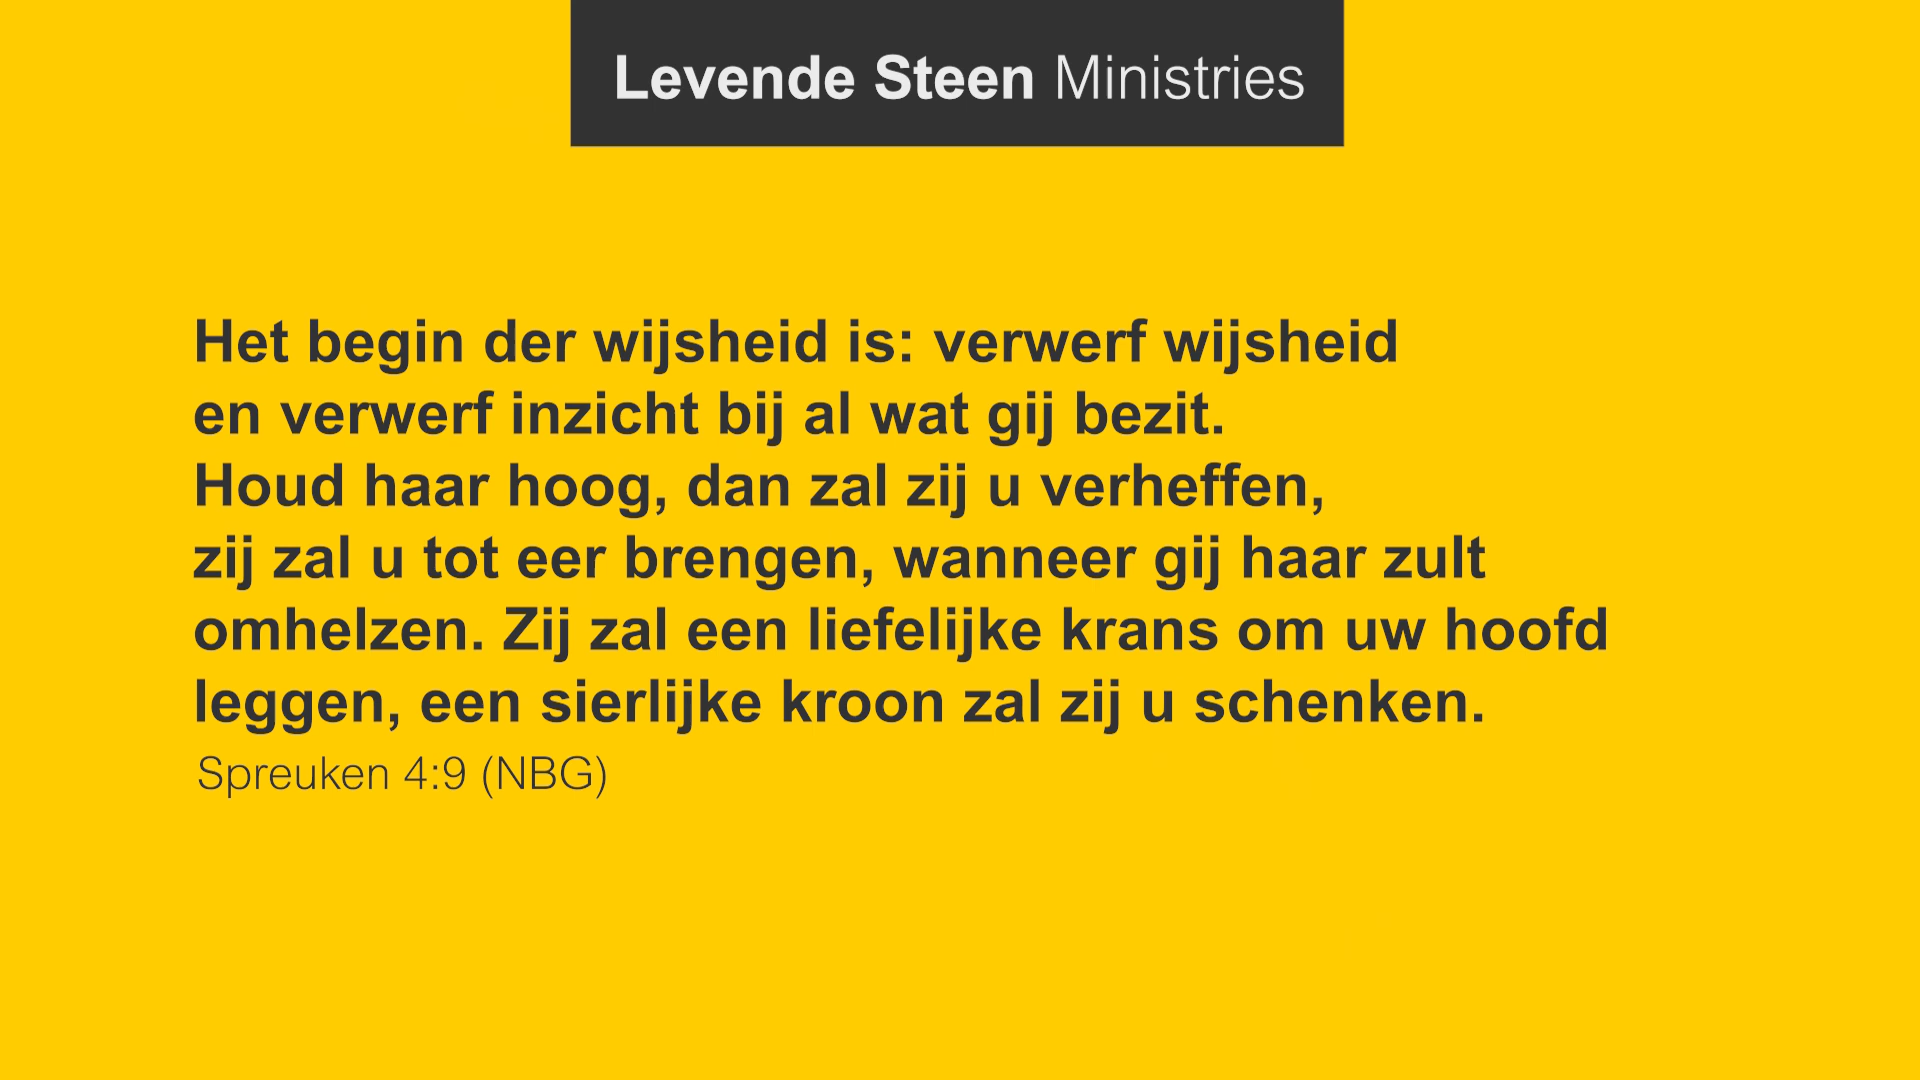 Levende Steen Ministries
Het begin der wijsheid is: verwerf wijsheid
en verwerf inzicht bij al wat gij bezit.
Houd haar hoog, dan zal zij u verheffen,
zij zal u tot eer brengen, wanneer gij haar zult
omhelzen. Zij zal een liefelijke krans om uw hoofd
leggen, een sierlijke kroon zal zij u schenken.
Spreuken 4:9 (NBG)